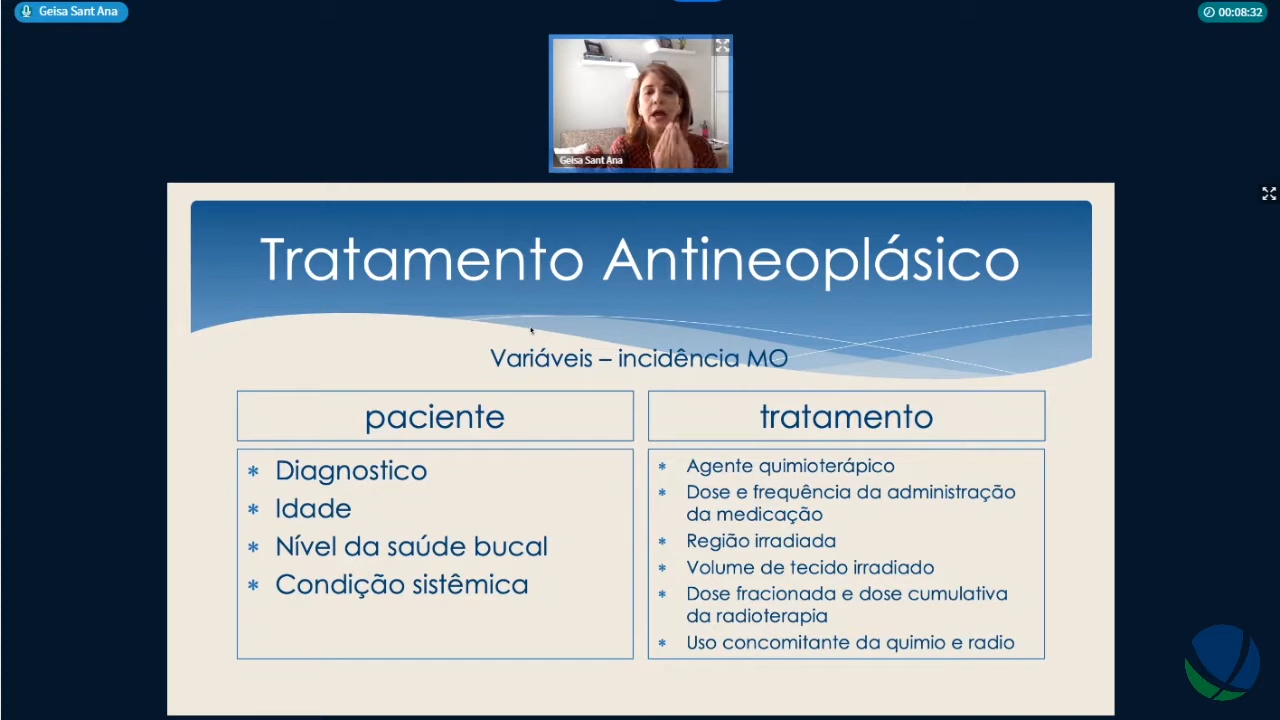 Geisa Sant Ana
00:08:32
Geisa Sant Ana
Tratamento Antineoplásico
Variáveis – incidência MO
paciente
* Diagnostico
* Idade
* Nível da saúde bucal
* Condição sistêmica
tratamento
* Agente quimioterápico
* Dose e frequência da administração
da medicação
* Região irradiada
* Volume de tecido irradiado
* Dose fracionada e dose cumulativa
da radioterapia
* Uso concomitante da quimio e radio